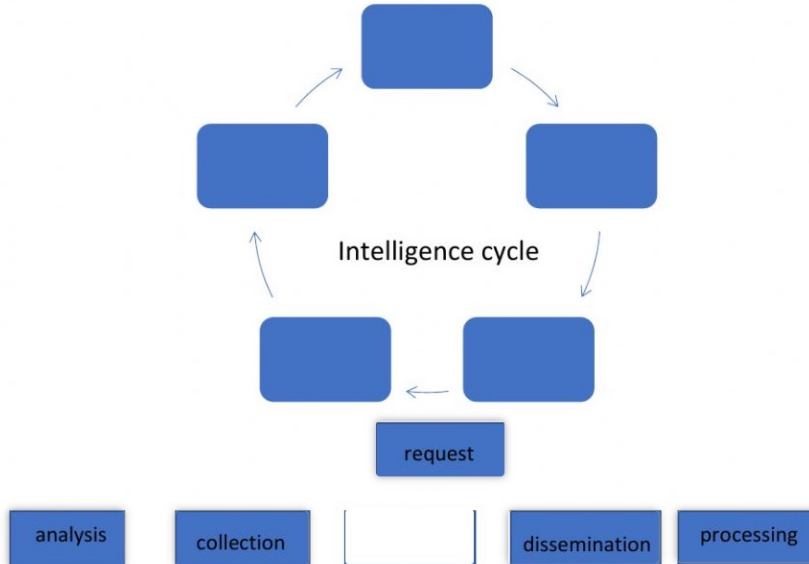 Intelligence cycle
request
analysis
collection
dissemination
processing